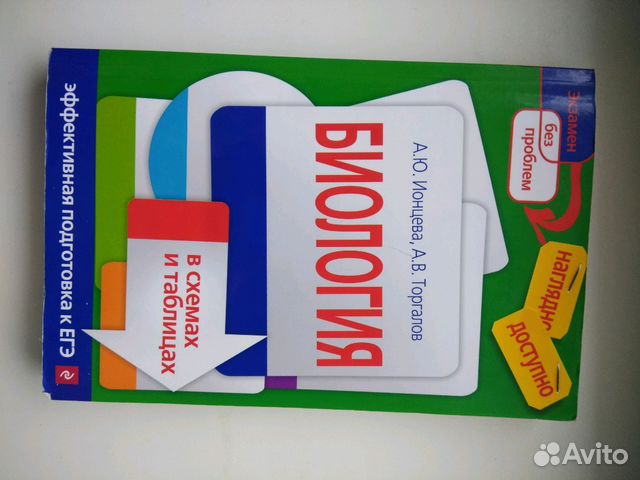 Экзамен
без
проблем
наглядно
доступно
А.Ю. Ионцева, А.В. Торгалов
БИОЛОГИЯ
в схемах
и таблицах
эффективная подготовка к ЕГЭ
Avito